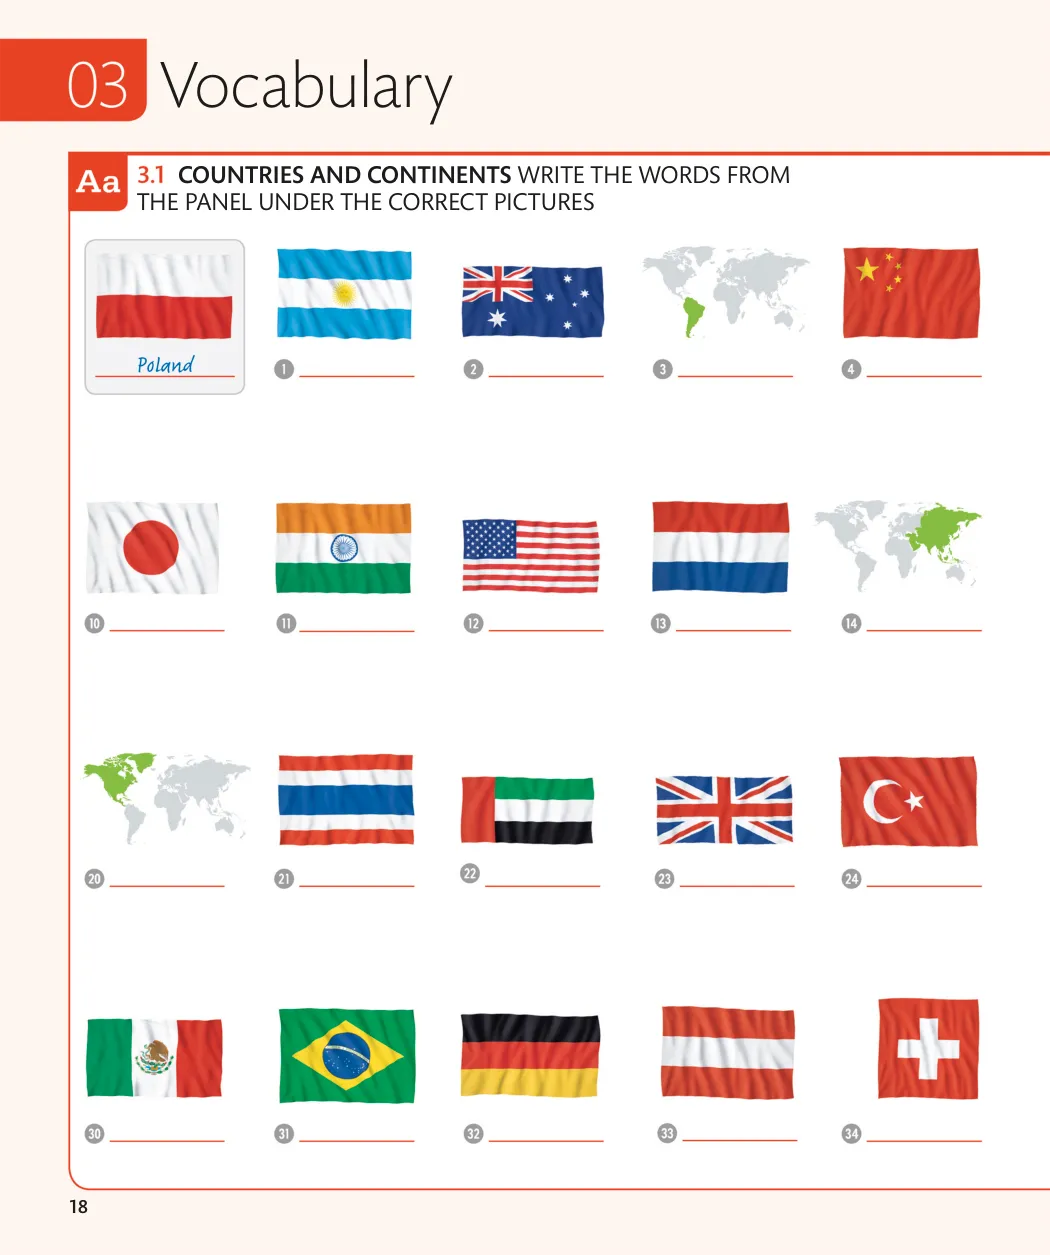 03 Vocabulary
Aa 3.1 COUNTRIES AND CONTINENTS WRITE THE WORDS FROM
THE PANEL UNDER THE CORRECT PICTURES
Poland
1 2 3 4
10 11 12 13 14
20 21 22 23 24
30 31 32 33 34
18